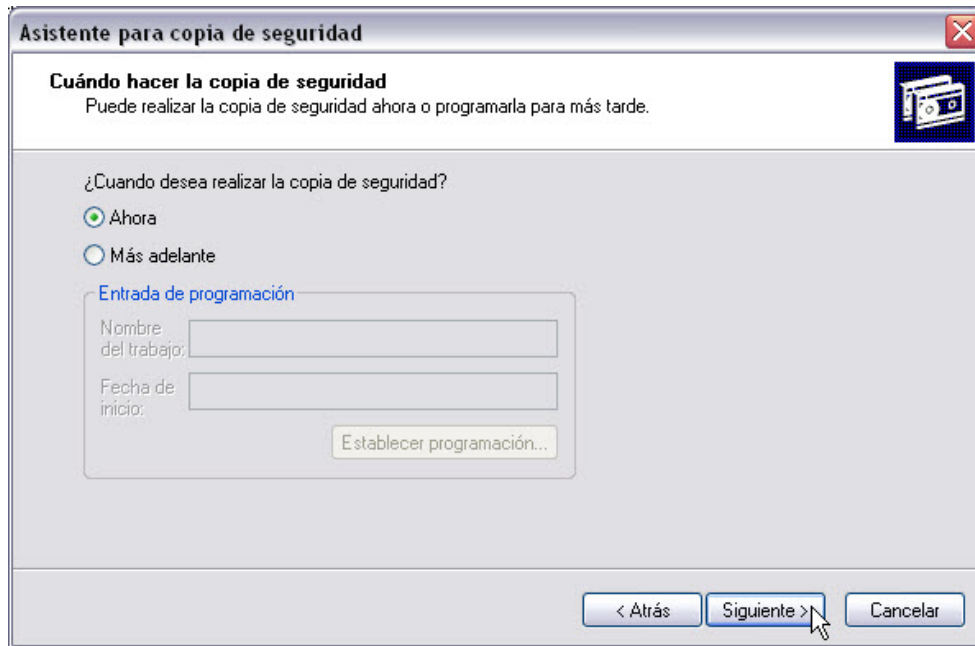 Asistente para copia de seguridad
Cuándo hacer la copia de seguridad
Puede realizar la copia de seguridad ahora o programarla para más tarde.
¿Cuando desea realizar la copia de seguridad?
Ahora
Más adelante
Entrada de programación
Nombre
del trabajo:
Fecha de
inicio:
Establecer programación...
< Atrás
Siguiente >
Cancelar